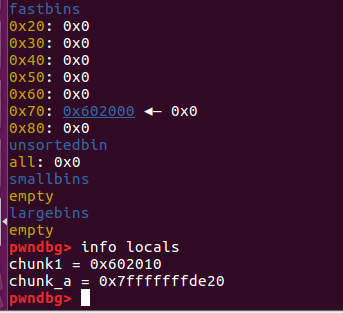 fastbins
0x20: 0x0
0x30: 0x0
0x40: 0x0
0x50: 0x0
0x60: 0x0
0x70: 0x602000 ◂— 0x0
0x80: 0x0
unsortedbin
all: 0x0
smallbins
empty
largebins
empty
pwndbg> info locals
chunk1 = 0x602010
chunk_a = 0x7fffffffde20
pwndbg>